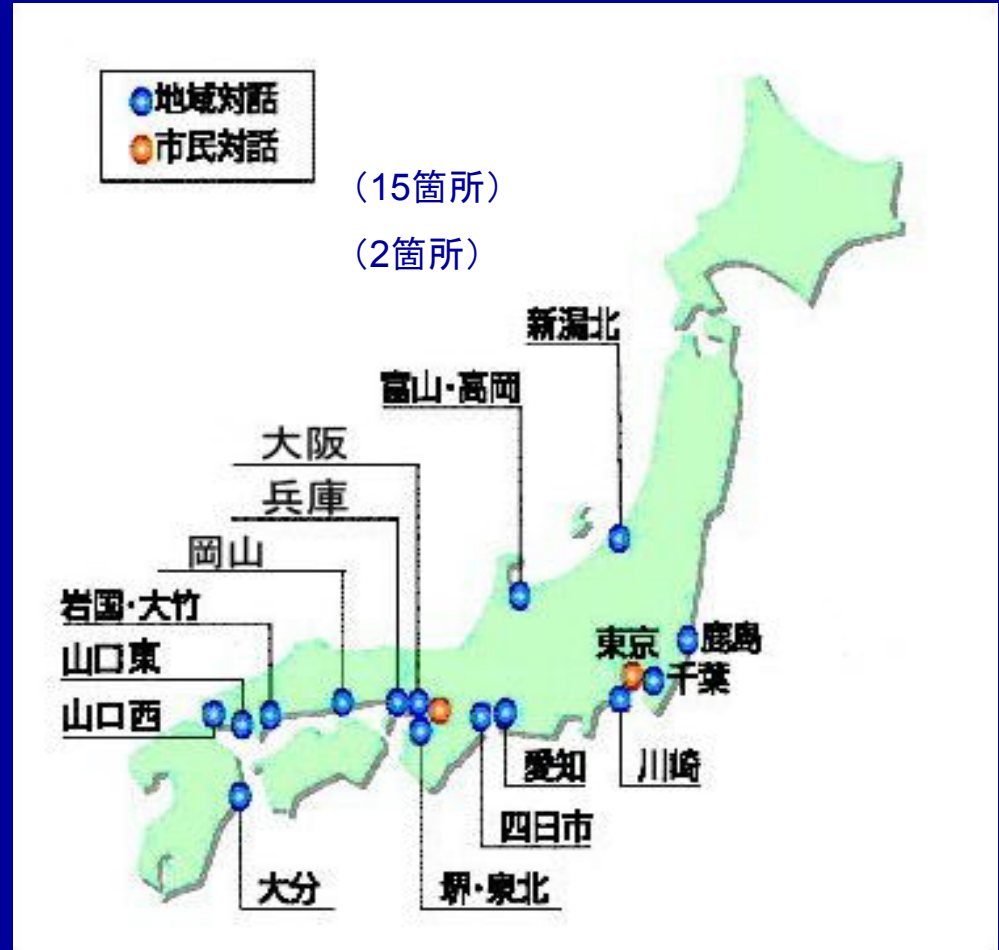 地域対話
市民対話
（15箇所）
（2箇所）
新潟北
富山・高岡
大阪
兵庫
岡山
岩国・大竹
山口東
山口西
東京
鹿島
千葉
愛知
川崎
四日市
大分
堺・泉北